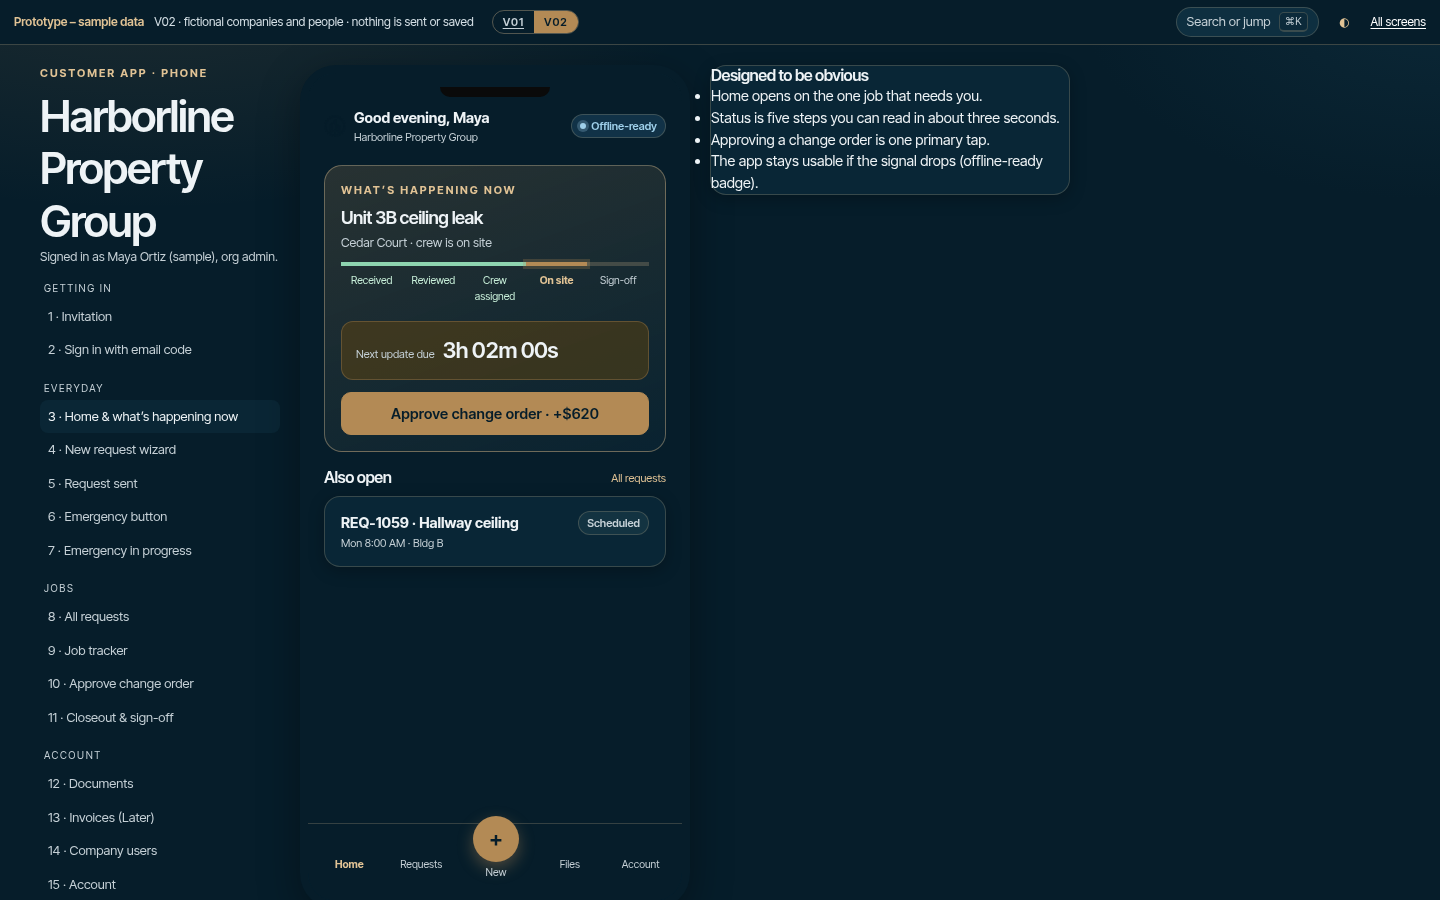 Prototype – sample data V02 · fictional companies and people · nothing is sent or saved V01 V02 Search or jump ⌘K All screens
CUSTOMER APP · PHONE
Harborline
Property
Group
Signed in as Maya Ortiz (sample), org admin.
GETTING IN
1 · Invitation
2 · Sign in with email code
EVERYDAY
3 · Home & what’s happening now
4 · New request wizard
5 · Request sent
6 · Emergency button
7 · Emergency in progress
JOBS
8 · All requests
9 · Job tracker
10 · Approve change order
11 · Closeout & sign-off
ACCOUNT
12 · Documents
13 · Invoices (Later)
14 · Company users
15 · Account
Good evening, Maya
Harborline Property Group
Offline-ready
WHAT’S HAPPENING NOW
Unit 3B ceiling leak
Cedar Court · crew is on site
Received Reviewed Crew assigned On site Sign-off
Next update due 3h 02m 00s
Approve change order · +$620
Also open All requests
REQ-1059 · Hallway ceiling Scheduled
Mon 8:00 AM · Bldg B
+
Home Requests New Files Account
Designed to be obvious
Home opens on the one job that needs you.
Status is five steps you can read in about three seconds.
Approving a change order is one primary tap.
The app stays usable if the signal drops (offline-ready
badge).